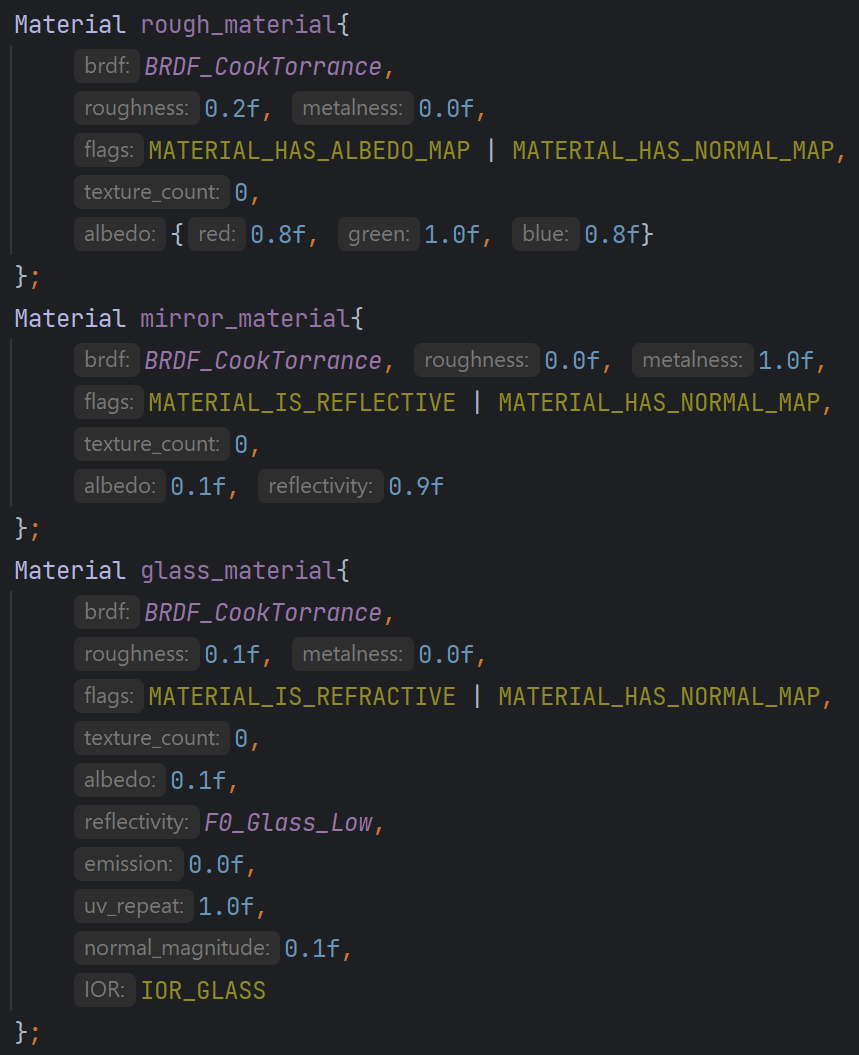 Material rough_material{
brdf: BRDF_CookTorrance,
roughness: 0.2f, metalness: 0.0f,
flags: MATERIAL_HAS_ALBEDO_MAP | MATERIAL_HAS_NORMAL_MAP,
texture_count: 0,
albedo: { red: 0.8f, green: 1.0f, blue: 0.8f}
};
Material mirror_material{
brdf: BRDF_CookTorrance, roughness: 0.0f, metalness: 1.0f,
flags: MATERIAL_IS_REFLECTIVE | MATERIAL_HAS_NORMAL_MAP,
texture_count: 0,
albedo: 0.1f, reflectivity: 0.9f
};
Material glass_material{
brdf: BRDF_CookTorrance,
roughness: 0.1f, metalness: 0.0f,
flags: MATERIAL_IS_REFRACTIVE | MATERIAL_HAS_NORMAL_MAP,
texture_count: 0,
albedo: 0.1f,
reflectivity: F0_Glass_Low,
emission: 0.0f,
uv_repeat: 1.0f,
normal_magnitude: 0.1f,
IOR: IOR_GLASS
};